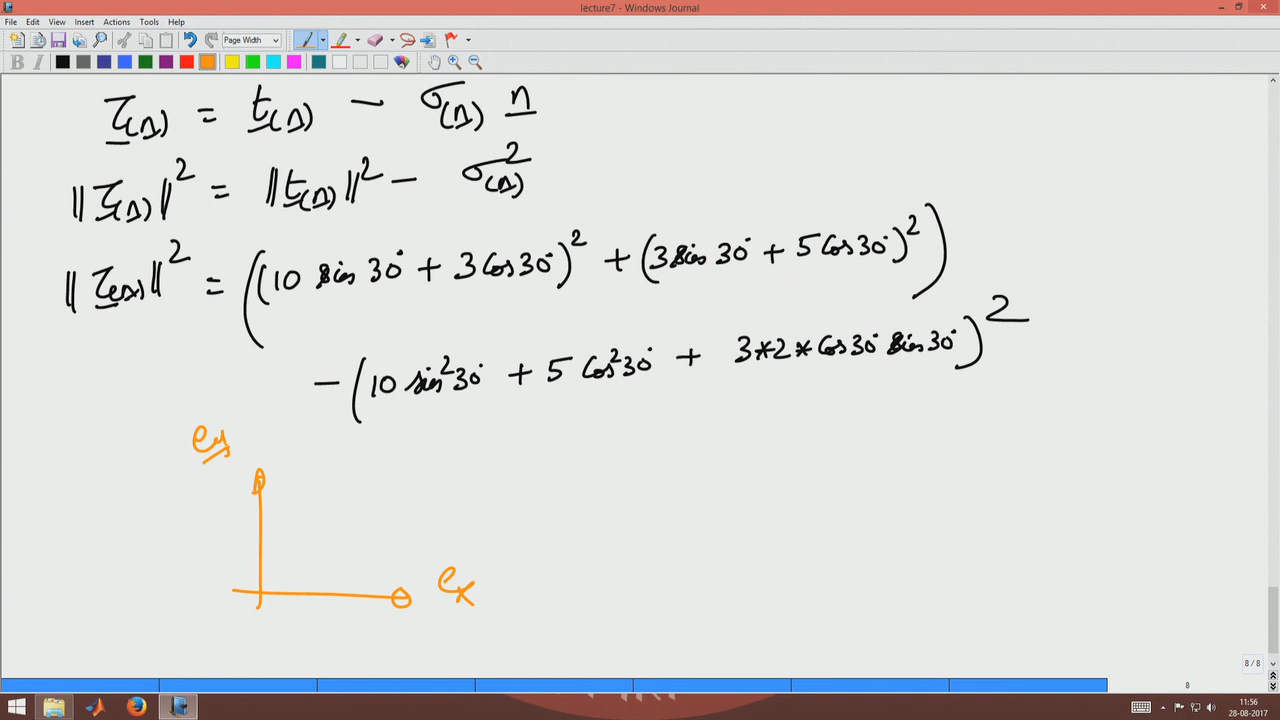 lecture7 - Windows Journal
File Edit View Insert Actions Tools Help
Page Width
B I
τ(n) = t(n) - σ(n) n
||τ(n)||² = ||t(n)||² - σ(n)²
||τ(n)||² = ((10 sin 30° + 3 cos 30°)² + (3 sin 30° + 5 cos 30°)²)
- (10 sin² 30° + 5 cos² 30° + 3*2* cos 30° sin 30°)²
ey
ex
8 / 8
8
11:56
28-08-2017